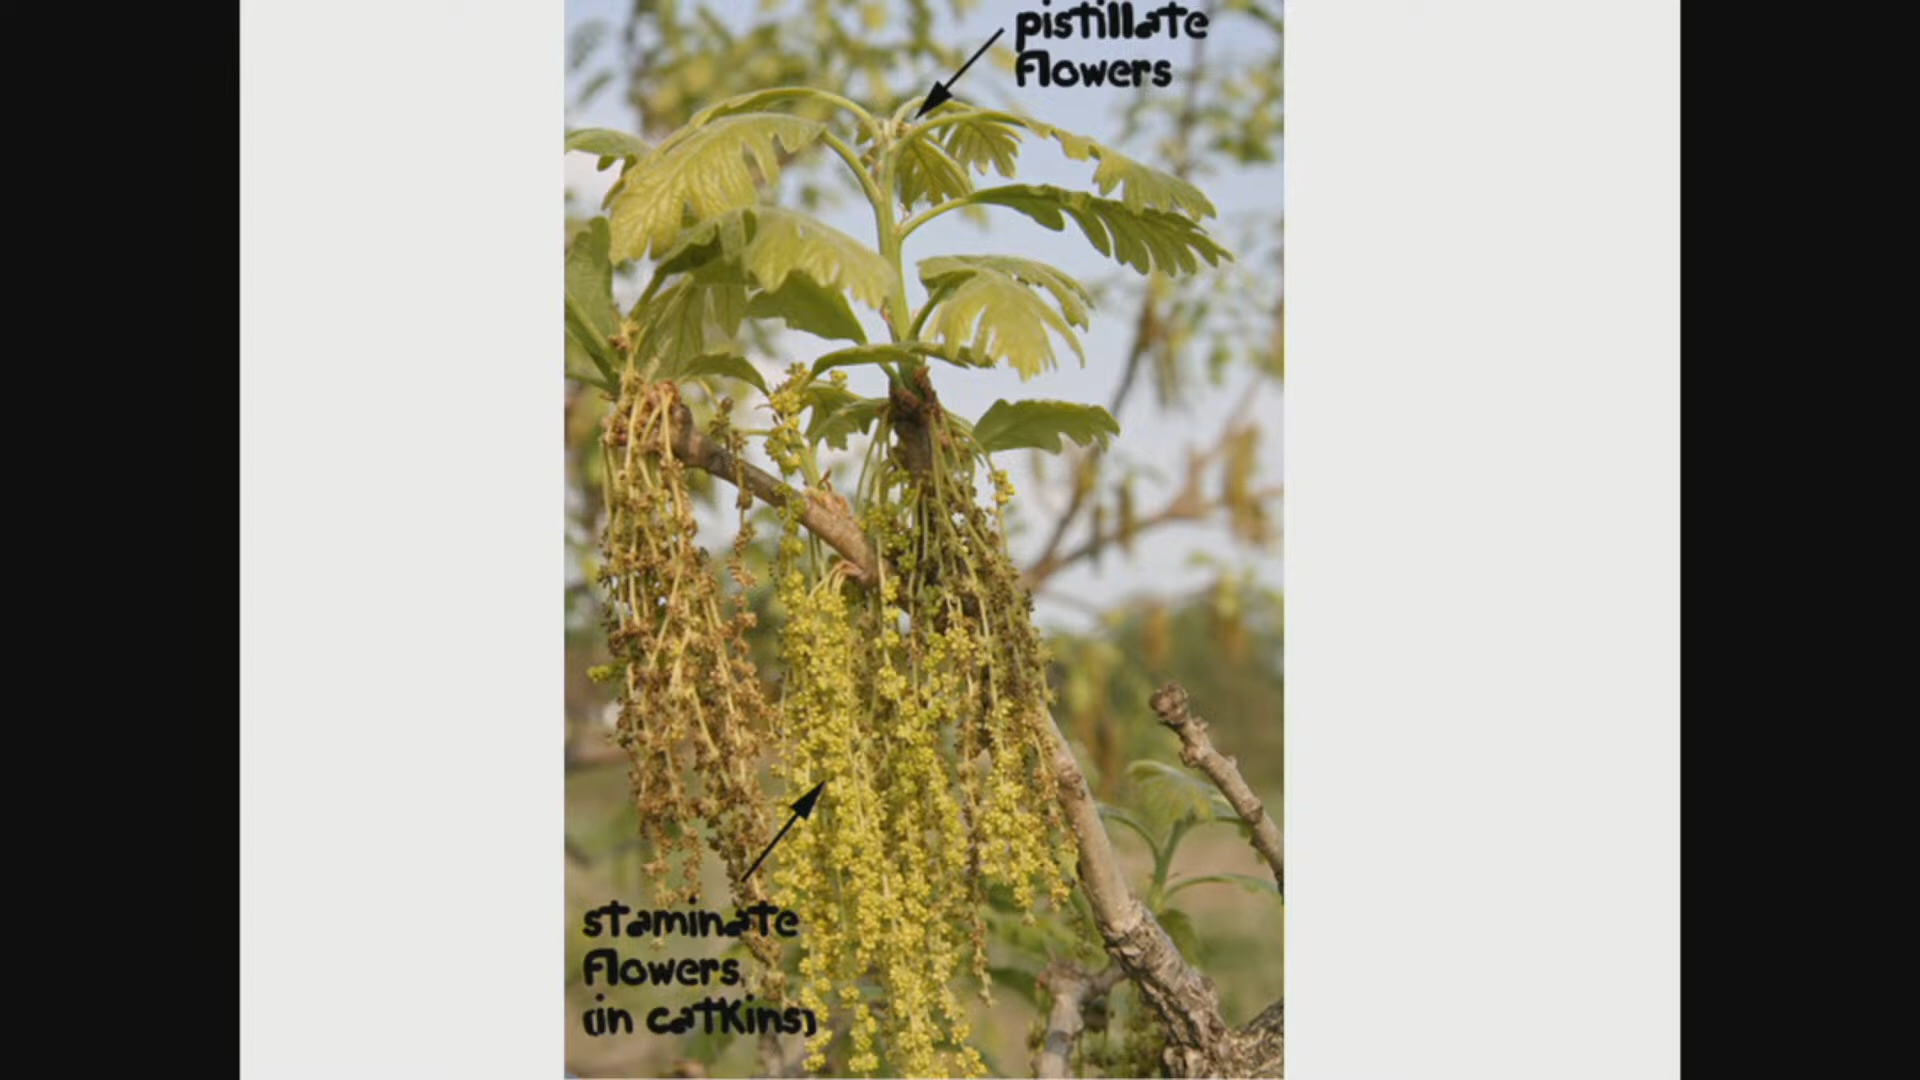 pistillate
flowers
staminate
flowers
(in catkins)